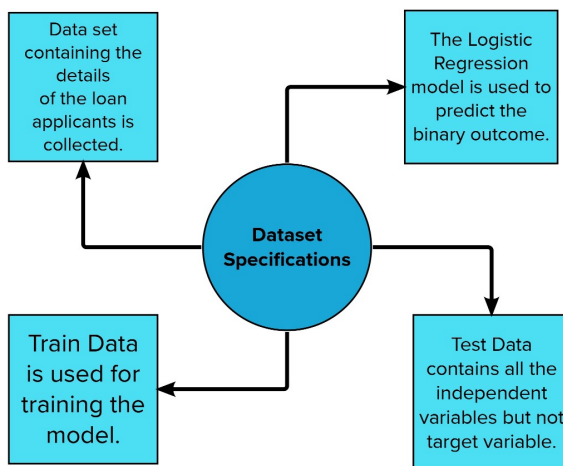 Data set
containing the
details
of the loan
applicants is
collected.
The Logistic
Regression
model is used to
predict the
binary outcome.
Dataset
Specifications
Train Data
is used for
training the
model.
Test Data
contains all the
independent
variables but not
target variable.